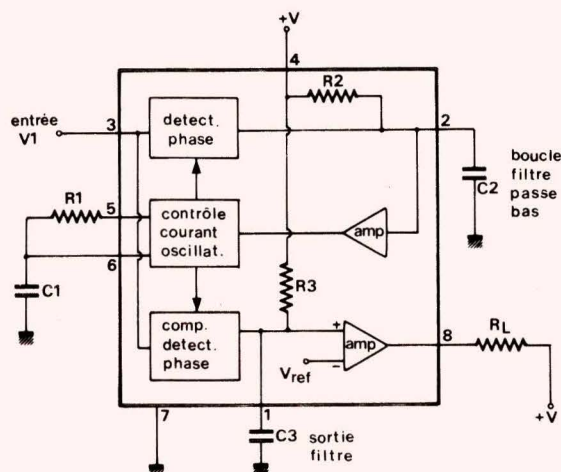 +V
4
R2
entrée
V1
3
detect.
phase
2
boucle
filtre
passe
bas
C2
R1
5
contrôle
courant
oscillat.
amp
6
C1
R3
comp.
detect.
phase
+
amp
Vref
−
8
RL
+V
7
1
C3
sortie
filtre